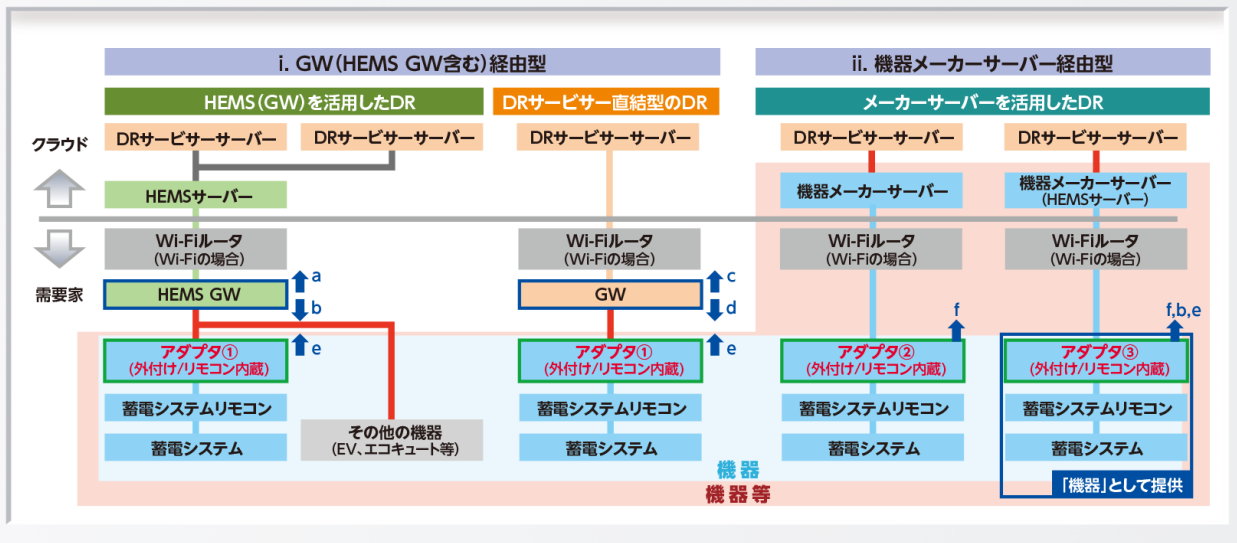 i. GW(HEMS GW含む)経由型
ii. 機器メーカーサーバー経由型
HEMS(GW)を活用したDR
DRサービサー直結型のDR
メーカーサーバーを活用したDR
クラウド
需要家
DRサービサーサーバー
DRサービサーサーバー
DRサービサーサーバー
DRサービサーサーバー
DRサービサーサーバー
HEMSサーバー
機器メーカーサーバー
機器メーカーサーバー
(HEMSサーバー)
Wi-Fiルータ
(Wi-Fiの場合)
Wi-Fiルータ
(Wi-Fiの場合)
Wi-Fiルータ
(Wi-Fiの場合)
Wi-Fiルータ
(Wi-Fiの場合)
HEMS GW
a
b
GW
c
d
e
e
f
f,b,e
アダプタ①
(外付け/リモコン内蔵)
アダプタ①
(外付け/リモコン内蔵)
アダプタ②
(外付け/リモコン内蔵)
アダプタ③
(外付け/リモコン内蔵)
蓄電システムリモコン
蓄電システムリモコン
蓄電システムリモコン
蓄電システムリモコン
蓄電システム
その他の機器
(EV、エコキュート等)
蓄電システム
蓄電システム
蓄電システム
機器
機器等
「機器」として提供